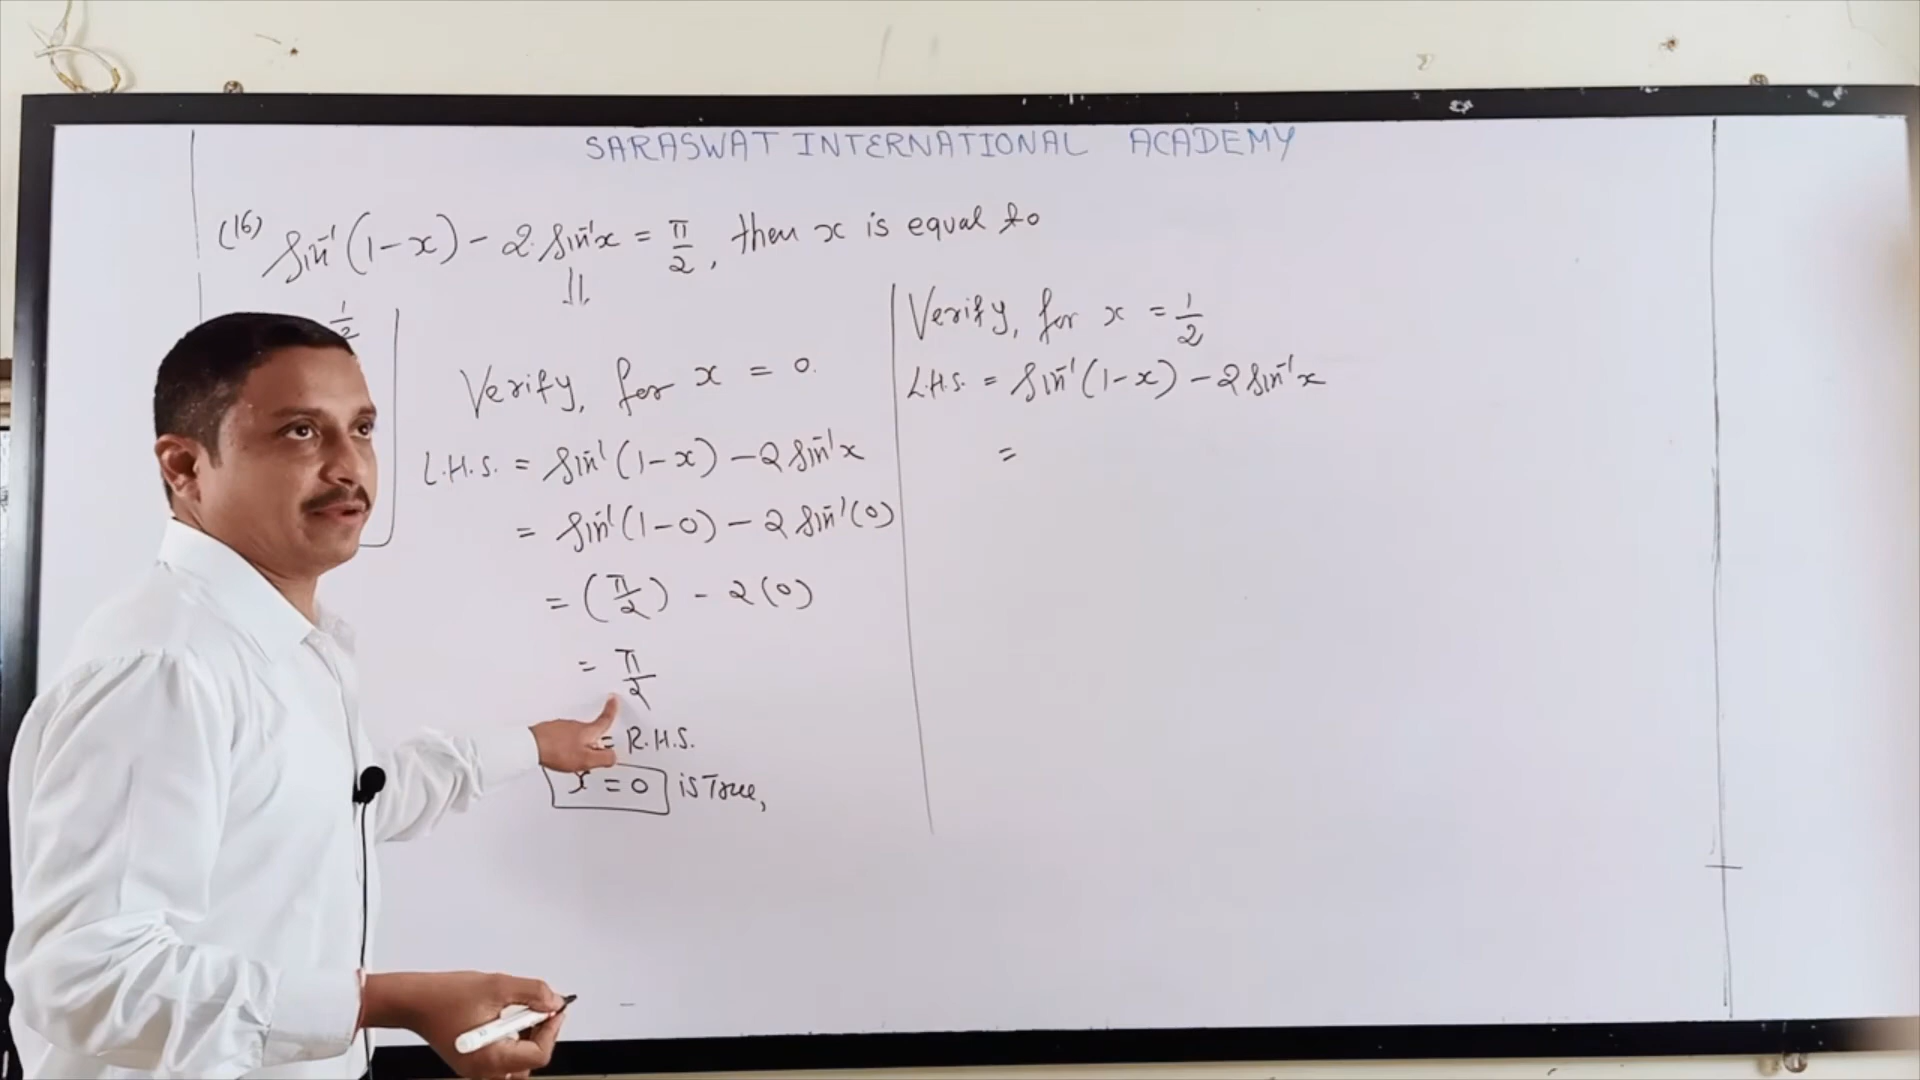 SARASWAT INTERNATIONAL ACADEMY
(16) sin⁻¹(1-x) - 2 sin⁻¹x = π/2, then x is equal to
1/2
Verify, for x = 0.
L.H.S. = sin⁻¹(1-x) - 2 sin⁻¹x
= sin⁻¹(1-0) - 2 sin⁻¹(0)
= (π/2) - 2(0)
= π/2
= R.H.S.
x = 0 is True,
Verify, for x = 1/2
L.H.S. = sin⁻¹(1-x) - 2 sin⁻¹x
=